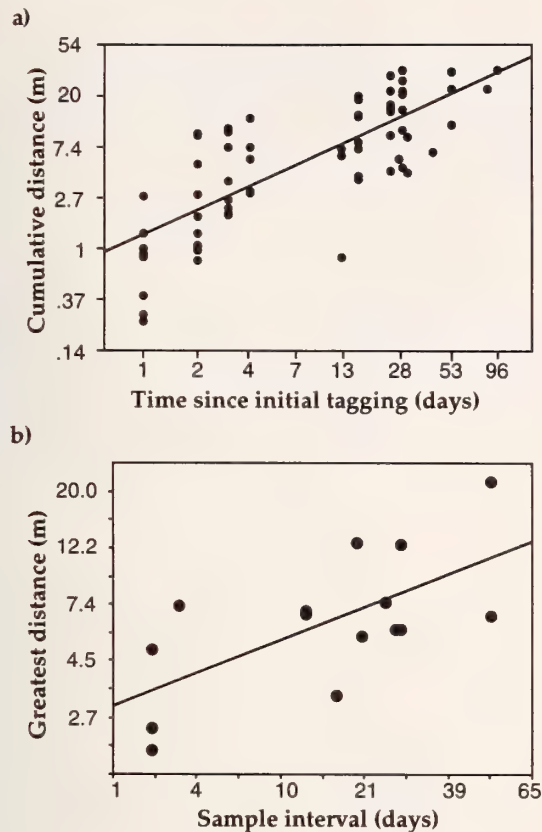 a)
Cumulative distance (m)
54
20
7.4
2.7
1
.37
.14
1 2 4 7 13 28 53 96
Time since initial tagging (days)
b)
Greatest distance (m)
20.0
12.2
7.4
4.5
2.7
1 4 10 21 39 65
Sample interval (days)